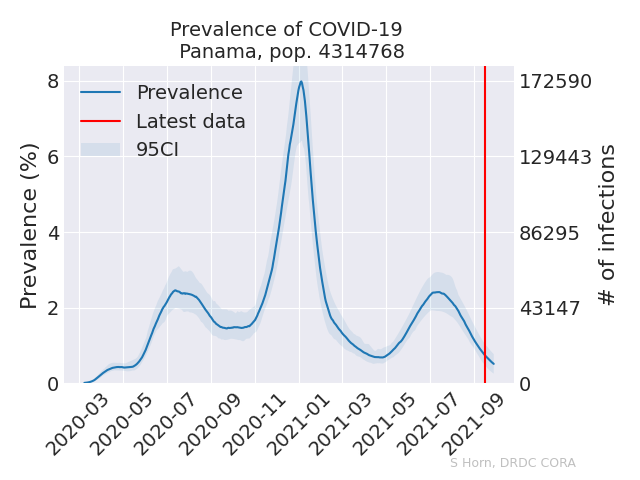 Prevalence of COVID-19
Panama, pop. 4314768
Prevalence (%)
8
6
4
2
0
Prevalence
Latest data
95CI
172590
129443
86295
43147
0
# of infections
2020-03
2020-05
2020-07
2020-09
2020-11
2021-01
2021-03
2021-05
2021-07
2021-09
S Horn, DRDC CORA